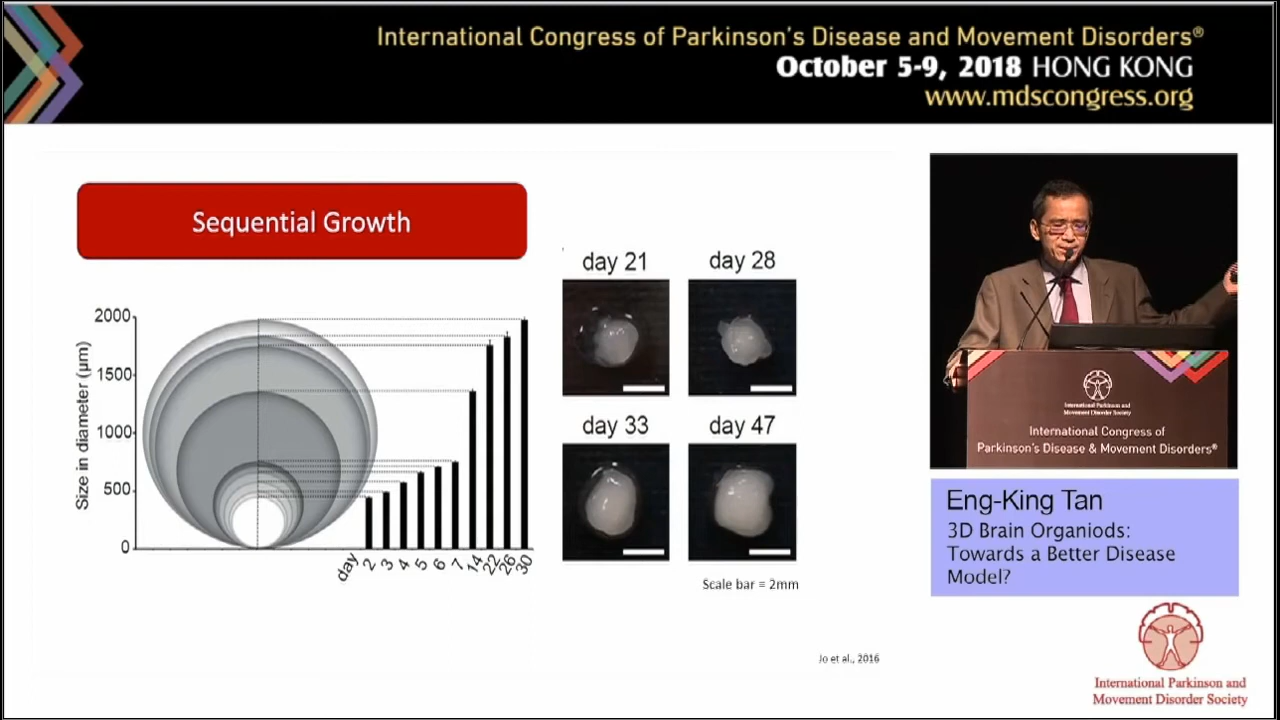 International Congress of Parkinson's Disease and Movement Disorders®
October 5-9, 2018 HONG KONG
www.mdscongress.org
Sequential Growth
Size in diameter (µm)
2000
1500
1000
500
0
day 2 3 4 5 6 7 14 22 26 30
day 21
day 28
day 33
day 47
Scale bar = 2mm
Jo et al., 2016
International Parkinson and
Movement Disorder Society
International Congress of
Parkinson's Disease & Movement Disorders®
Eng-King Tan
3D Brain Organiods:
Towards a Better Disease
Model?
International Parkinson and
Movement Disorder Society